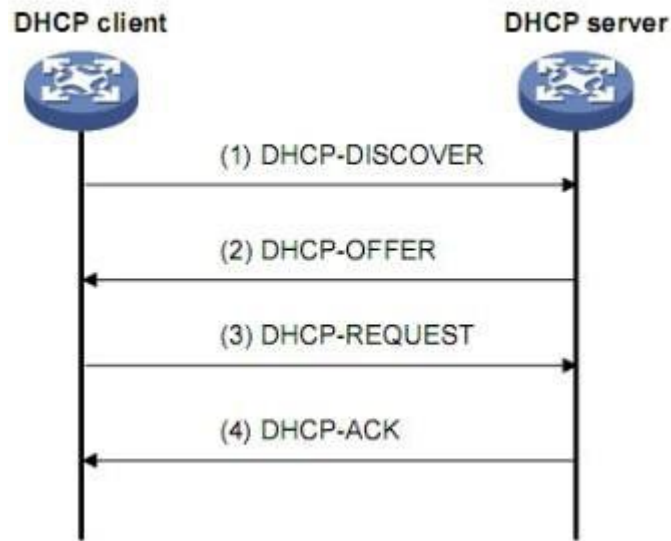 DHCP client
DHCP server
(1) DHCP-DISCOVER
(2) DHCP-OFFER
(3) DHCP-REQUEST
(4) DHCP-ACK